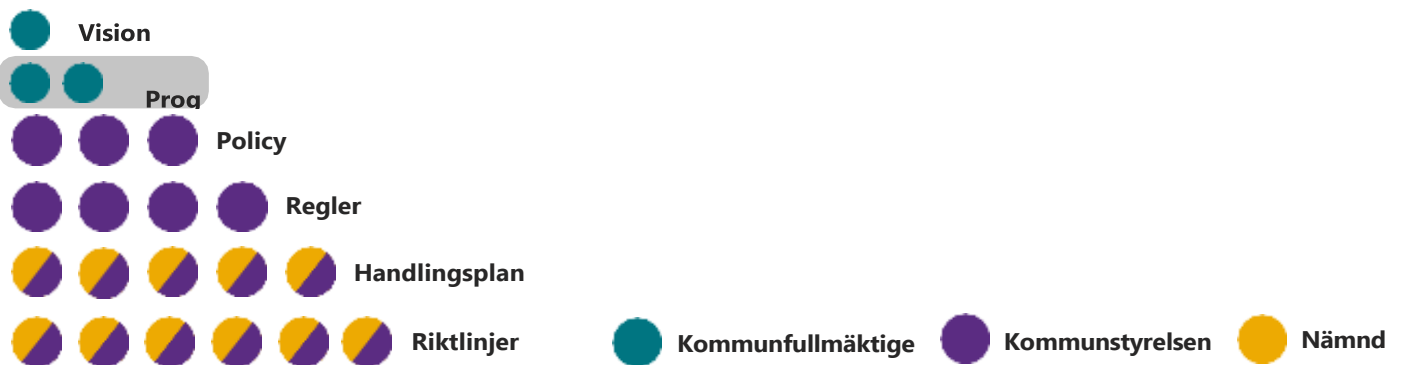 Vision
Prog
Policy
Regler
Handlingsplan
Riktlinjer
Kommunfullmäktige
Kommunstyrelsen
Nämnd